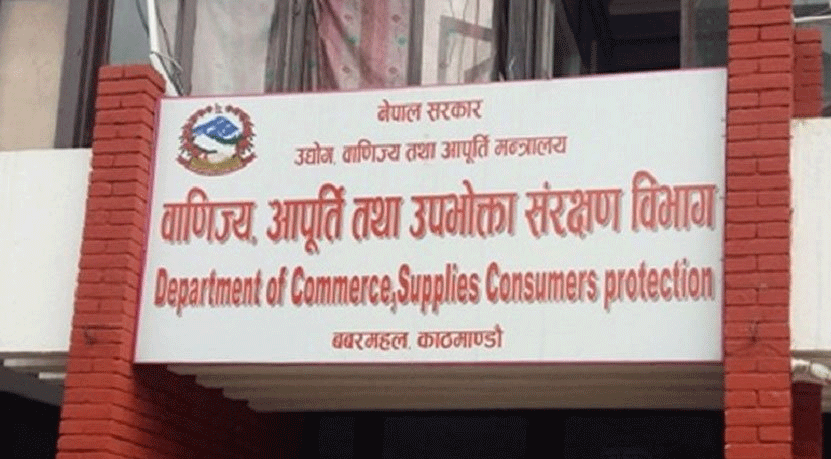 नेपाल सरकार
उद्योग, वाणिज्य तथा आपूर्ति मन्त्रालय
वाणिज्य, आपूर्ति तथा उपभोक्ता संरक्षण विभाग
Department of Commerce,Supplies Consumers protection
बबरमहल, काठमाण्डौ